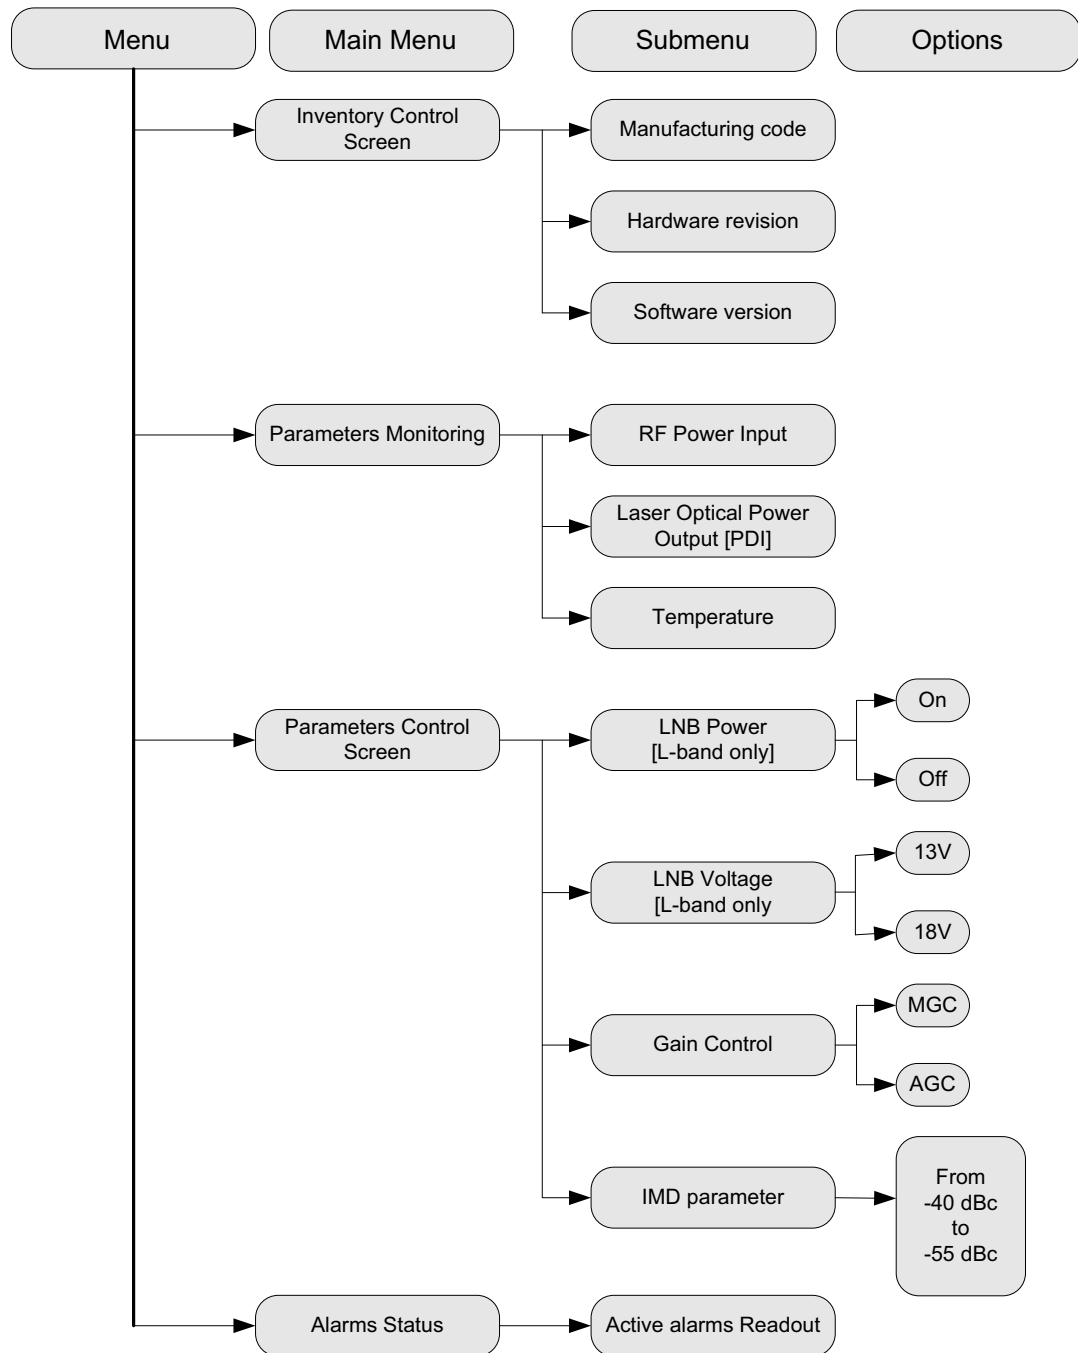 Menu
Main Menu
Submenu
Options
Inventory Control
Screen
Manufacturing code
Hardware revision
Software version
Parameters Monitoring
RF Power Input
Laser Optical Power
Output [PDI]
Temperature
Parameters Control
Screen
LNB Power
[L-band only]
On
Off
LNB Voltage
[L-band only
13V
18V
Gain Control
MGC
AGC
IMD parameter
From
-40 dBc
to
-55 dBc
Alarms Status
Active alarms Readout